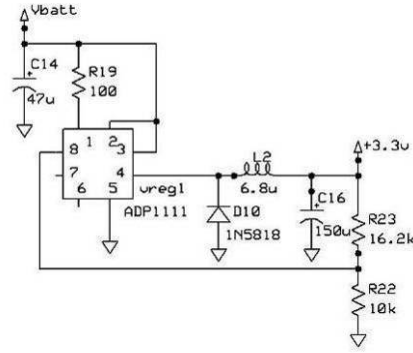 Vbatt
C14
47u
R19
100
1
2
8
3
7
4
6
5
vreg1
ADP1111
L2
6.8u
D10
1N5818
+3.3v
C16
150u
R23
16.2k
R22
10k